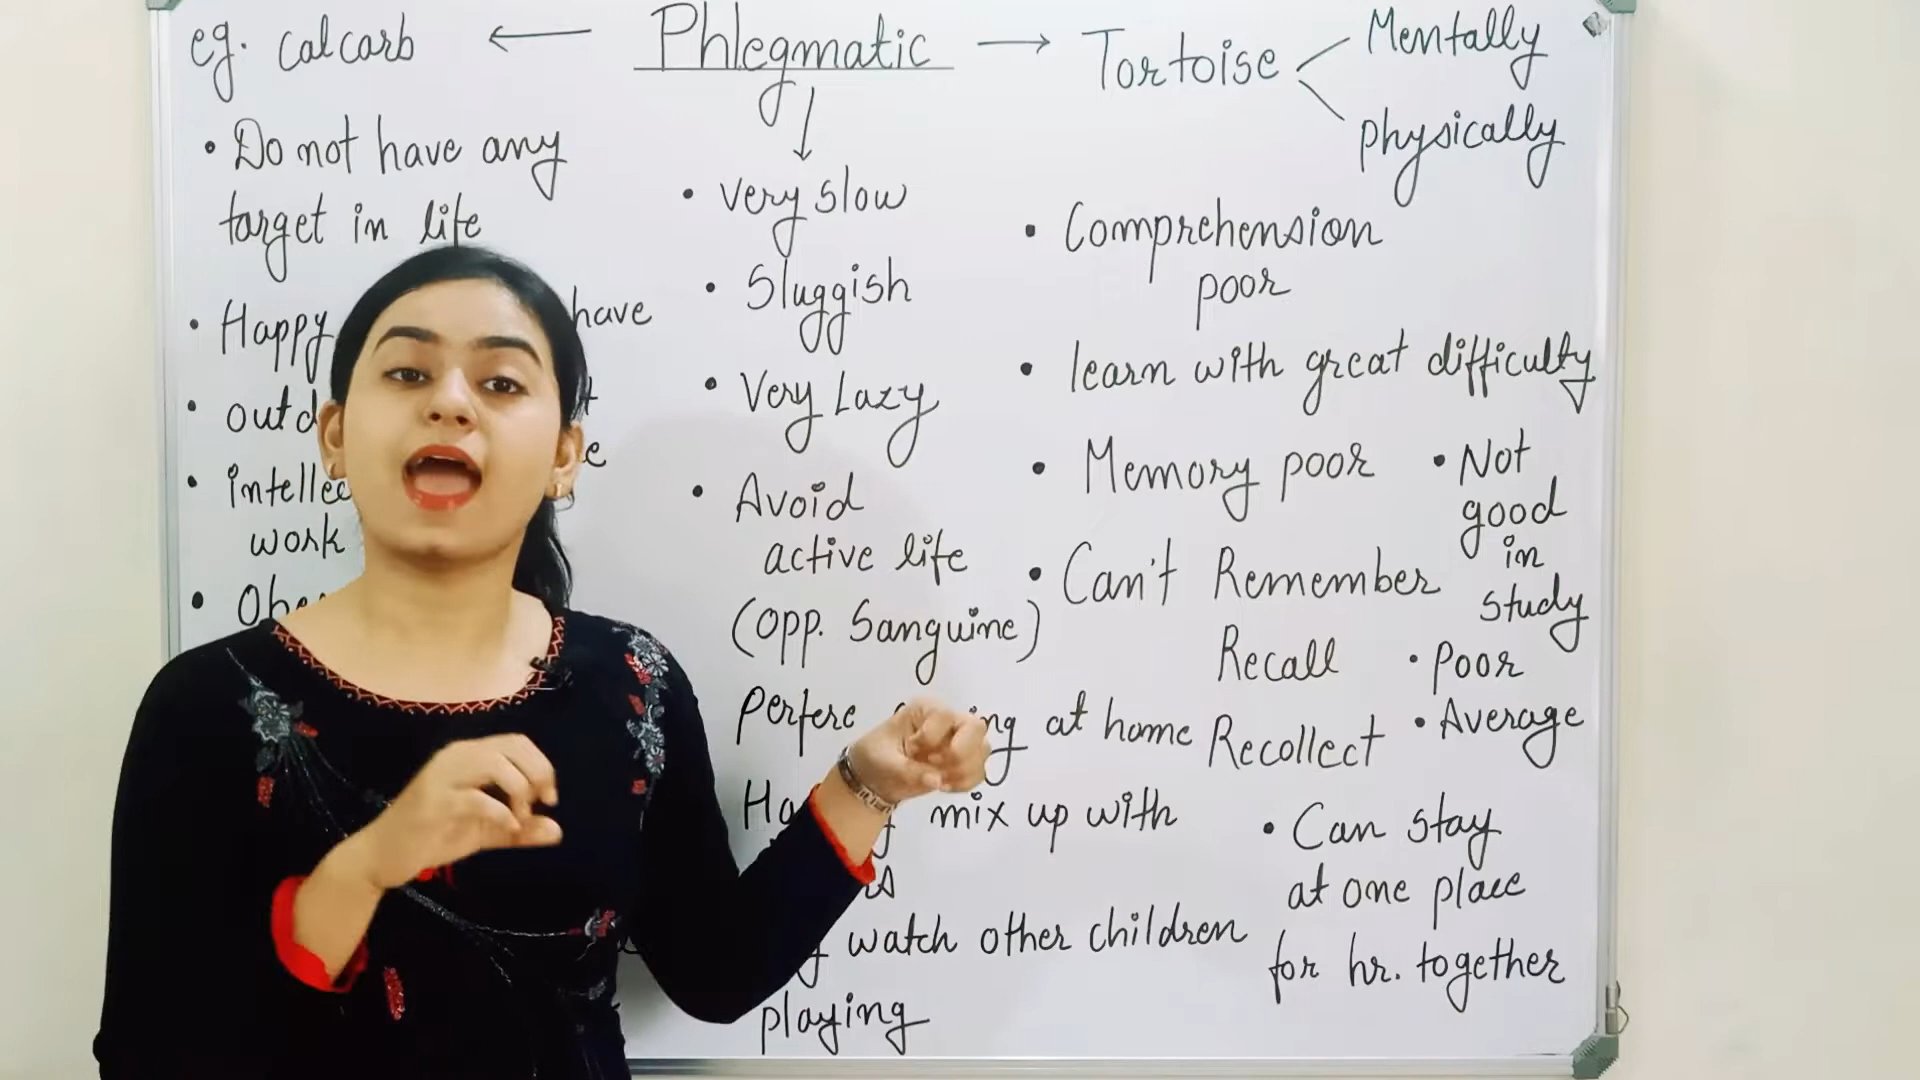 eg. Calcarb ← Phlegmatic → Tortoise
Mentally
physically
• Do not have any
target in life
• Happy have
•
• work
•
• very slow
• Sluggish
• Very Lazy
• Avoid
active life
(opp. Sanguine)
Perfere at home
mix up with
watch other children
playing
• Comprehension
poor
• learn with great difficulty
• Memory poor
• Can't Remember
Recall
Recollect
• Not
good
in
study
• Poor
• Average
• Can stay
at one place
for hr. together